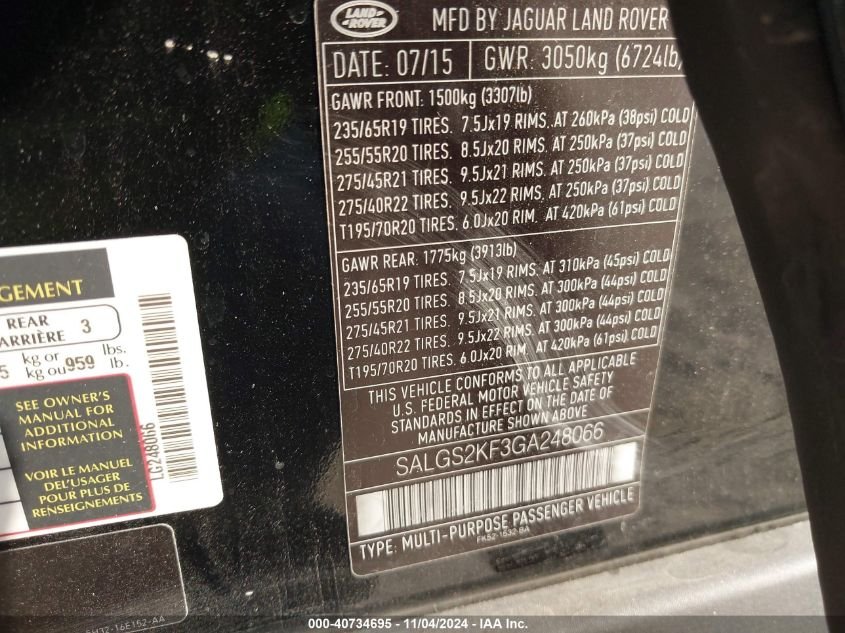 LAND ROVER
MFD BY JAGUAR LAND ROVER
DATE: 07/15 GWR: 3050kg (6724lb)
GAWR FRONT: 1500kg (3307lb)
235/65R19 TIRES. 7.5Jx19 RIMS. AT 260kPa (38psi) COLD
255/55R20 TIRES. 8.5Jx20 RIMS. AT 250kPa (37psi) COLD
275/45R21 TIRES. 9.5Jx21 RIMS. AT 250kPa (37psi) COLD
275/40R22 TIRES. 9.5Jx22 RIMS. AT 250kPa (37psi) COLD
T195/70R20 TIRES. 6.0Jx20 RIM. AT 420kPa (61psi) COLD
GAWR REAR: 1775kg (3913lb)
235/65R19 TIRES. 7.5Jx19 RIMS. AT 310kPa (45psi) COLD
255/55R20 TIRES. 8.5Jx20 RIMS. AT 300kPa (44psi) COLD
275/45R21 TIRES. 9.5Jx21 RIMS. AT 300kPa (44psi) COLD
275/40R22 TIRES. 9.5Jx22 RIMS. AT 300kPa (44psi) COLD
T195/70R20 TIRES. 6.0Jx20 RIM. AT 420kPa (61psi) COLD
THIS VEHICLE CONFORMS TO ALL APPLICABLE
U.S. FEDERAL MOTOR VEHICLE SAFETY
STANDARDS IN EFFECT ON THE DATE OF
MANUFACTURE SHOWN ABOVE
SALGS2KF3GA248066
TYPE: MULTI-PURPOSE PASSENGER VEHICLE
FK52-1532-BA
GEMENT
REAR 3
ARRIÈRE
5 kg or 959 lbs.
kg ou lb.
SEE OWNER'S
MANUAL FOR
ADDITIONAL
INFORMATION
SAIL LE MANUEL
DEL'USAGER
POUR PLUS DE
RENSEIGNEMENTS
LG248066
16E152-AA
000-40734695 - 11/04/2024 - IAA Inc.